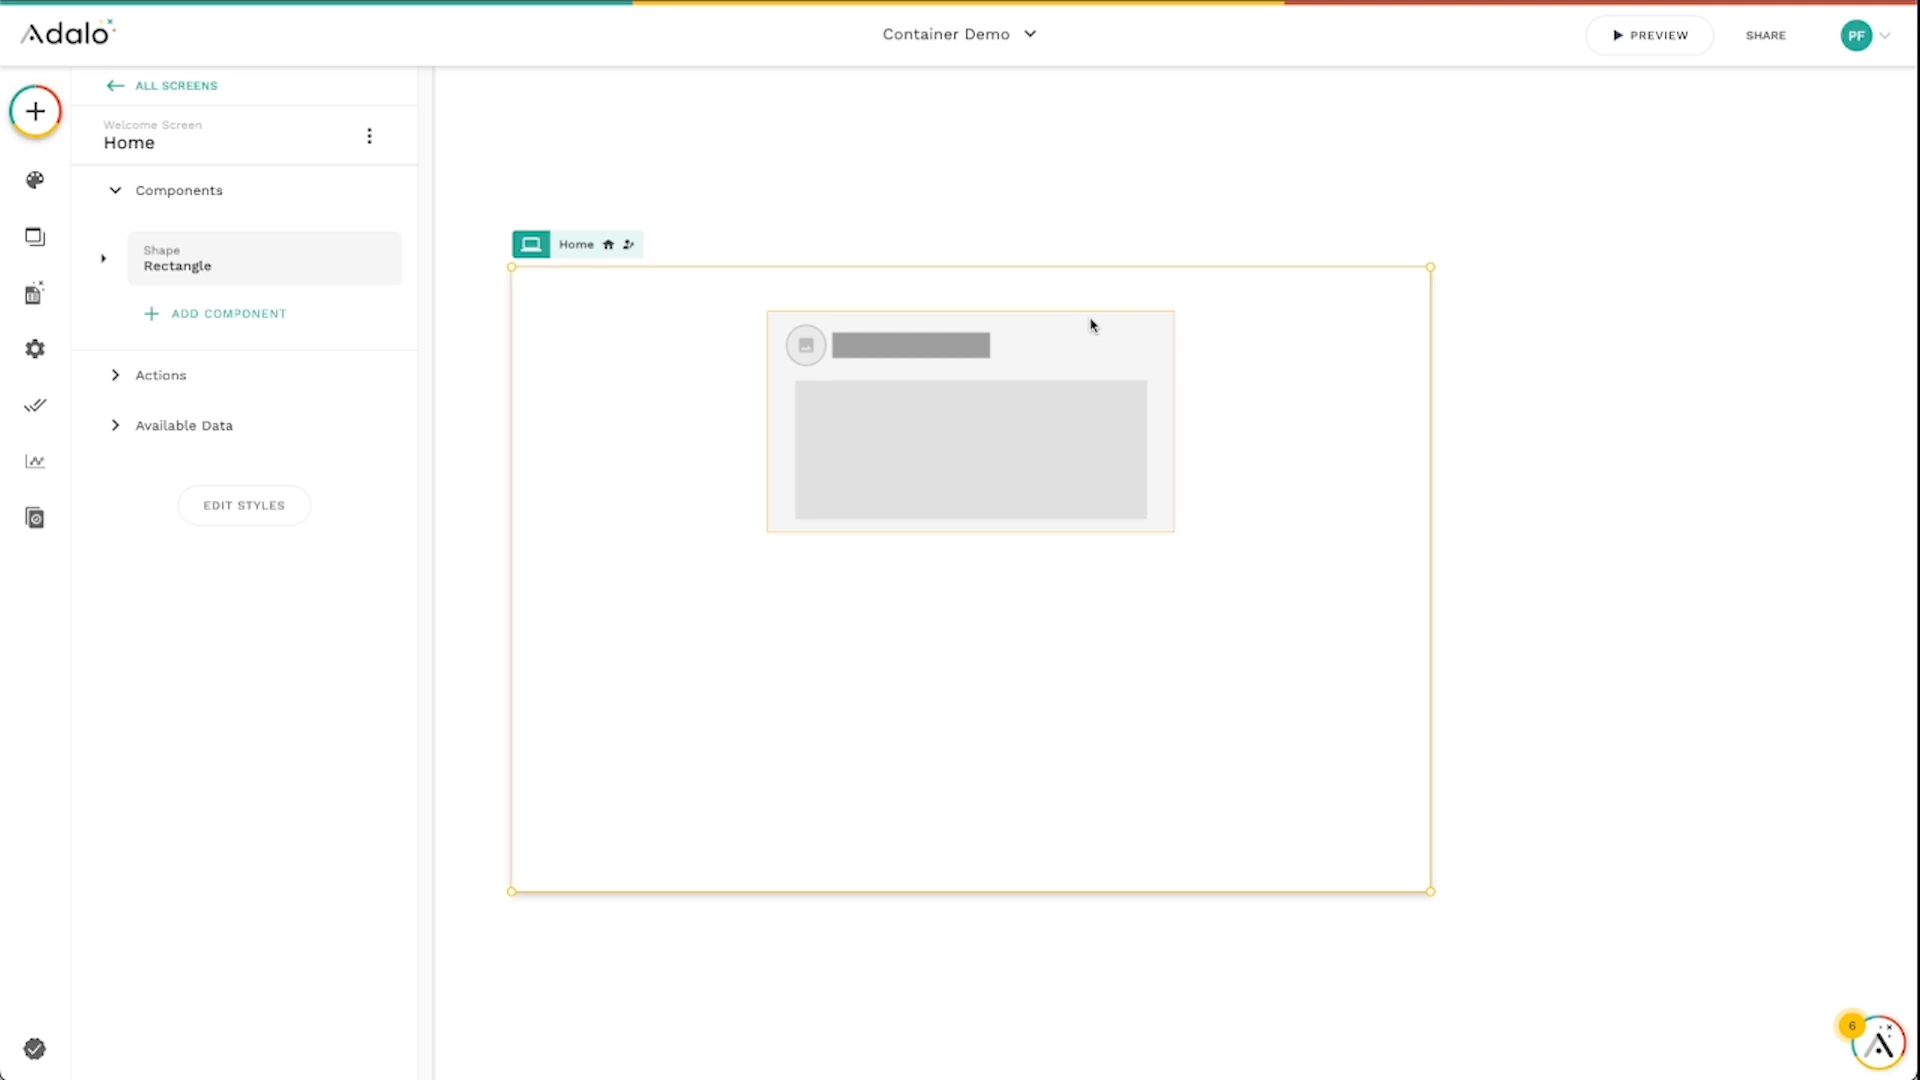 Adalo
Container Demo
PREVIEW
SHARE
PF
ALL SCREENS
Welcome Screen
Home
Components
Shape
Rectangle
ADD COMPONENT
Actions
Available Data
EDIT STYLES
Home
6